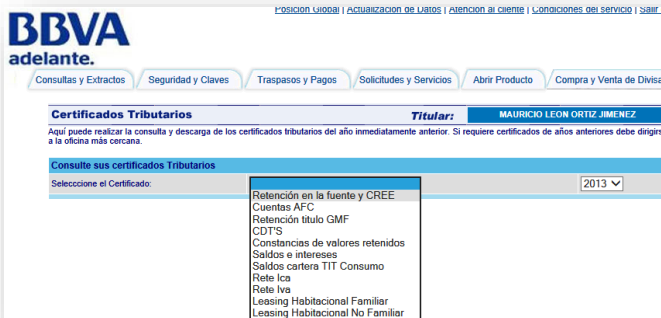 Posición Global | Actualización de Datos | Atención al cliente | Condiciones del servicio | Salir
BBVA
adelante.
Consultas y Extractos Seguridad y Claves Traspasos y Pagos Solicitudes y Servicios Abrir Producto Compra y Venta de Divisa
Certificados Tributarios Titular: MAURICIO LEON ORTIZ JIMENEZ
Aquí puede realizar la consulta y descarga de los certificados tributarios del año inmediatamente anterior. Si requiere certificados de años anteriores debe dirigirs
a la oficina más cercana.
Consulte sus certificados Tributarios
Selecccione el Certificado: 2013
Retención en la fuente y CREE
Cuentas AFC
Retención titulo GMF
CDT'S
Constancias de valores retenidos
Saldos e intereses
Saldos cartera TIT Consumo
Rete Ica
Rete Iva
Leasing Habitacional Familiar
Leasing Habitacional No Familiar